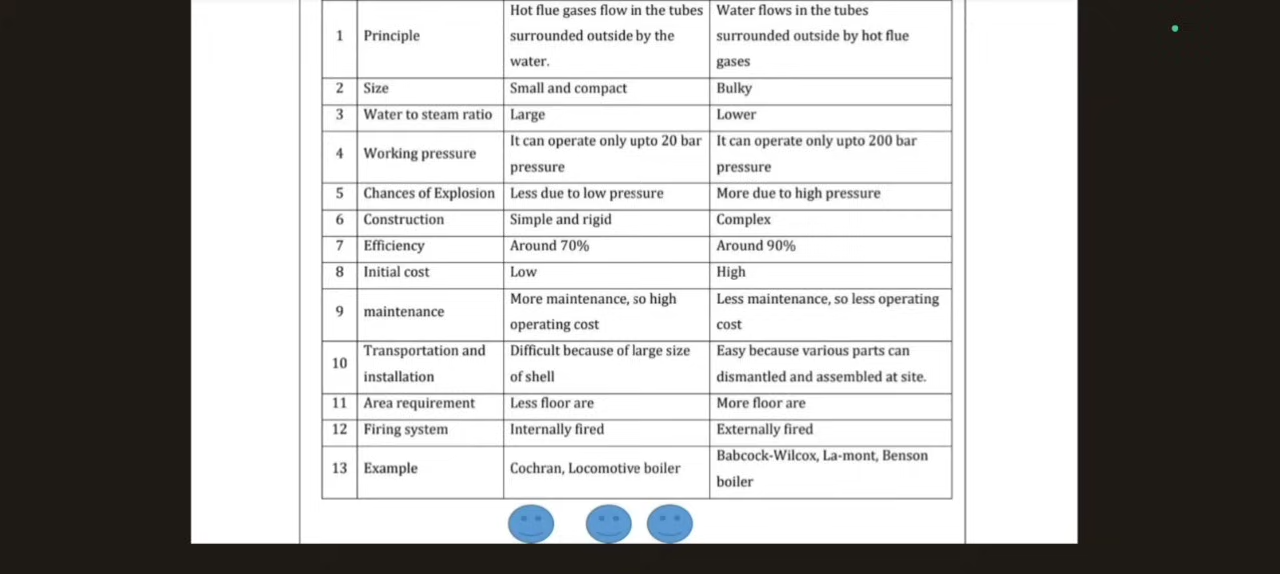 1 Principle Hot flue gases flow in the tubes surrounded outside by the water. Water flows in the tubes surrounded outside by hot flue gases
2 Size Small and compact Bulky
3 Water to steam ratio Large Lower
4 Working pressure It can operate only upto 20 bar pressure It can operate only upto 200 bar pressure
5 Chances of Explosion Less due to low pressure More due to high pressure
6 Construction Simple and rigid Complex
7 Efficiency Around 70% Around 90%
8 Initial cost Low High
9 maintenance More maintenance, so high operating cost Less maintenance, so less operating cost
10 Transportation and installation Difficult because of large size of shell Easy because various parts can dismantled and assembled at site.
11 Area requirement Less floor are More floor are
12 Firing system Internally fired Externally fired
13 Example Cochran, Locomotive boiler Babcock-Wilcox, La-mont, Benson boiler